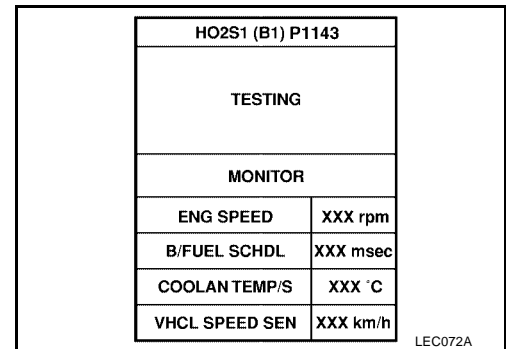 HO2S1 (B1) P1143
TESTING
MONITOR
ENG SPEED XXX rpm
B/FUEL SCHDL XXX msec
COOLAN TEMP/S XXX °C
VHCL SPEED SEN XXX km/h
LEC072A